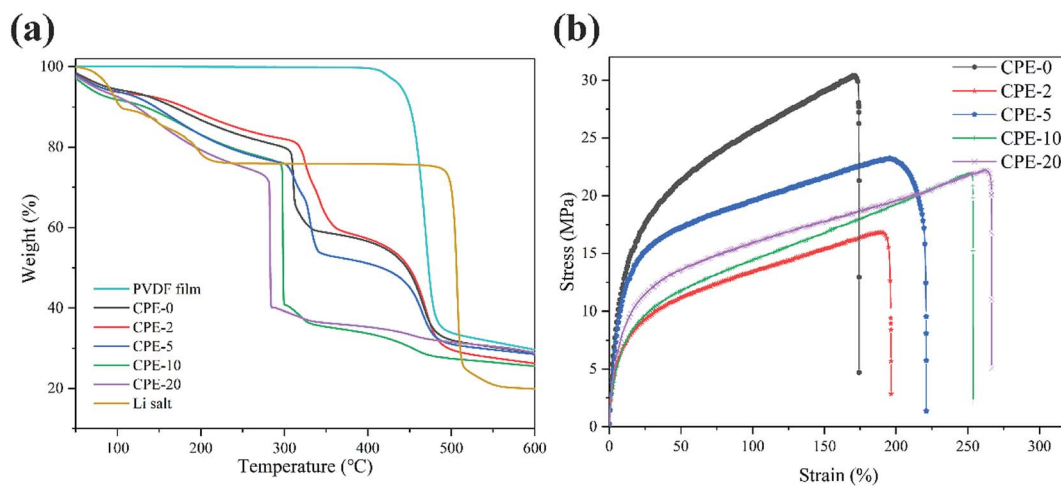 (a)
100
80
60
40
20
Weight (%)
PVDF film
CPE-0
CPE-2
CPE-5
CPE-10
CPE-20
Li salt
100 200 300 400 500 600
Temperature (℃)
(b)
30
25
20
15
10
5
0
Stress (MPa)
CPE-0
CPE-2
CPE-5
CPE-10
CPE-20
0 50 100 150 200 250 300
Strain (%)